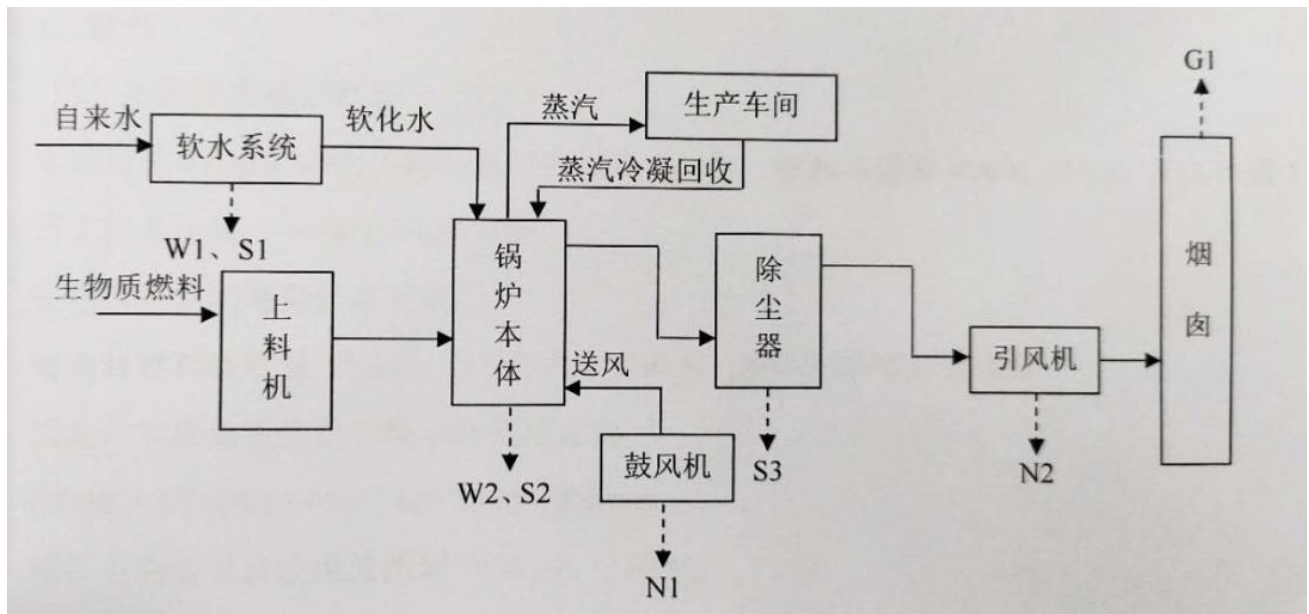 G1
蒸汽
生产车间
自来水
软水系统
软化水
蒸汽冷凝回收
W1、S1
锅炉本体
除尘器
烟囱
生物质燃料
上料机
送风
引风机
鼓风机
W2、S2
S3
N2
N1